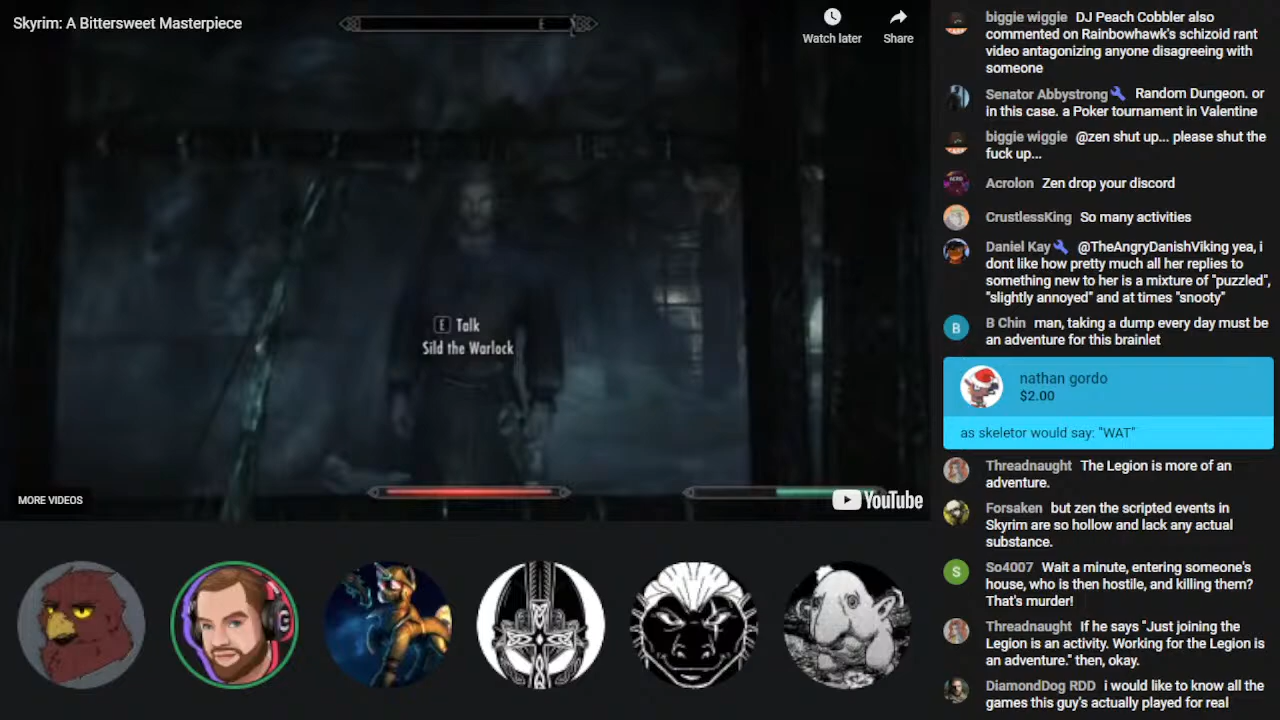 Skyrim: A Bittersweet Masterpiece
E
S
Watch later
Share
E Talk
Sild the Warlock
MORE VIDEOS
YouTube
biggie wiggie DJ Peach Cobbler also
commented on Rainbowhawk's schizoid rant
video antagonizing anyone disagreeing with
someone
Senator Abbystrong Random Dungeon. or
in this case. a Poker tournament in Valentine
biggie wiggie @zen shut up... please shut the
fuck up...
Acrolon Zen drop your discord
CrustlessKing So many activities
Daniel Kay @TheAngryDanishViking yea, i
dont like how pretty much all her replies to
something new to her is a mixture of "puzzled",
"slightly annoyed" and at times "snooty"
B
B Chin man, taking a dump every day must be
an adventure for this brainlet
nathan gordo
$2.00
as skeletor would say: "WAT"
Threadnaught The Legion is more of an
adventure.
Forsaken but zen the scripted events in
Skyrim are so hollow and lack any actual
substance.
S
So4007 Wait a minute, entering someone's
house, who is then hostile, and killing them?
That's murder!
Threadnaught If he says "Just joining the
Legion is an activity. Working for the Legion is
an adventure." then, okay.
DiamondDog RDD i would like to know all the
games this guy's actually played for real